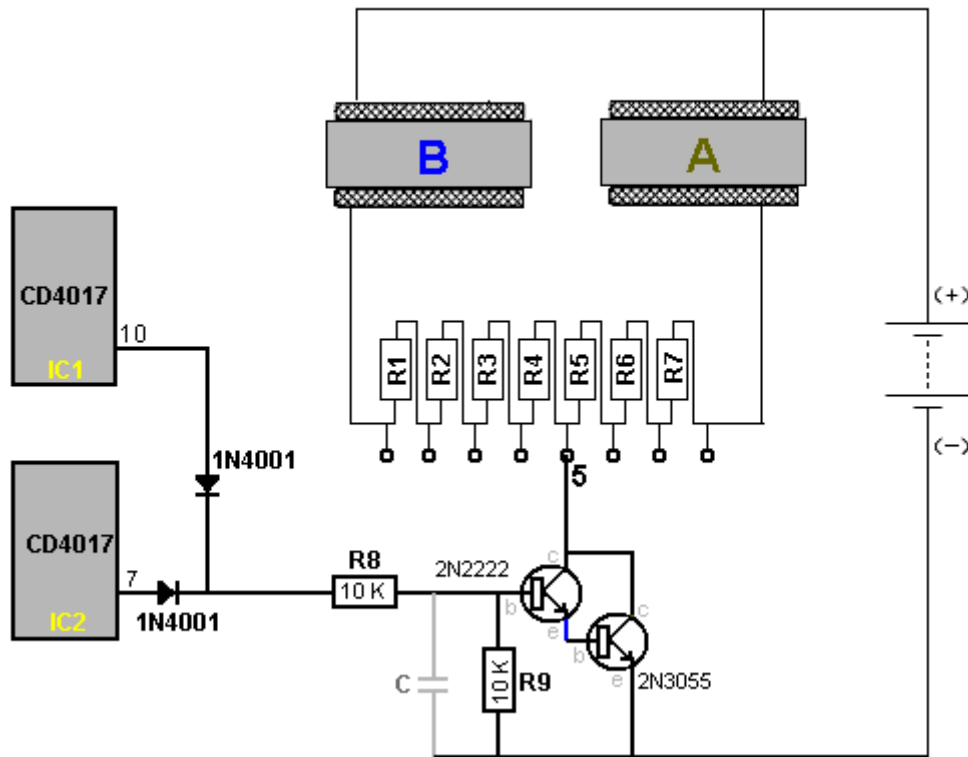 B
A
CD4017
10
IC1
(+)
R1
R2
R3
R4
R5
R6
R7
(−)
1N4001
5
CD4017
7
IC2
1N4001
R8
10 K
2N2222
c
b
e
c
b
e
2N3055
C
10 K
R9